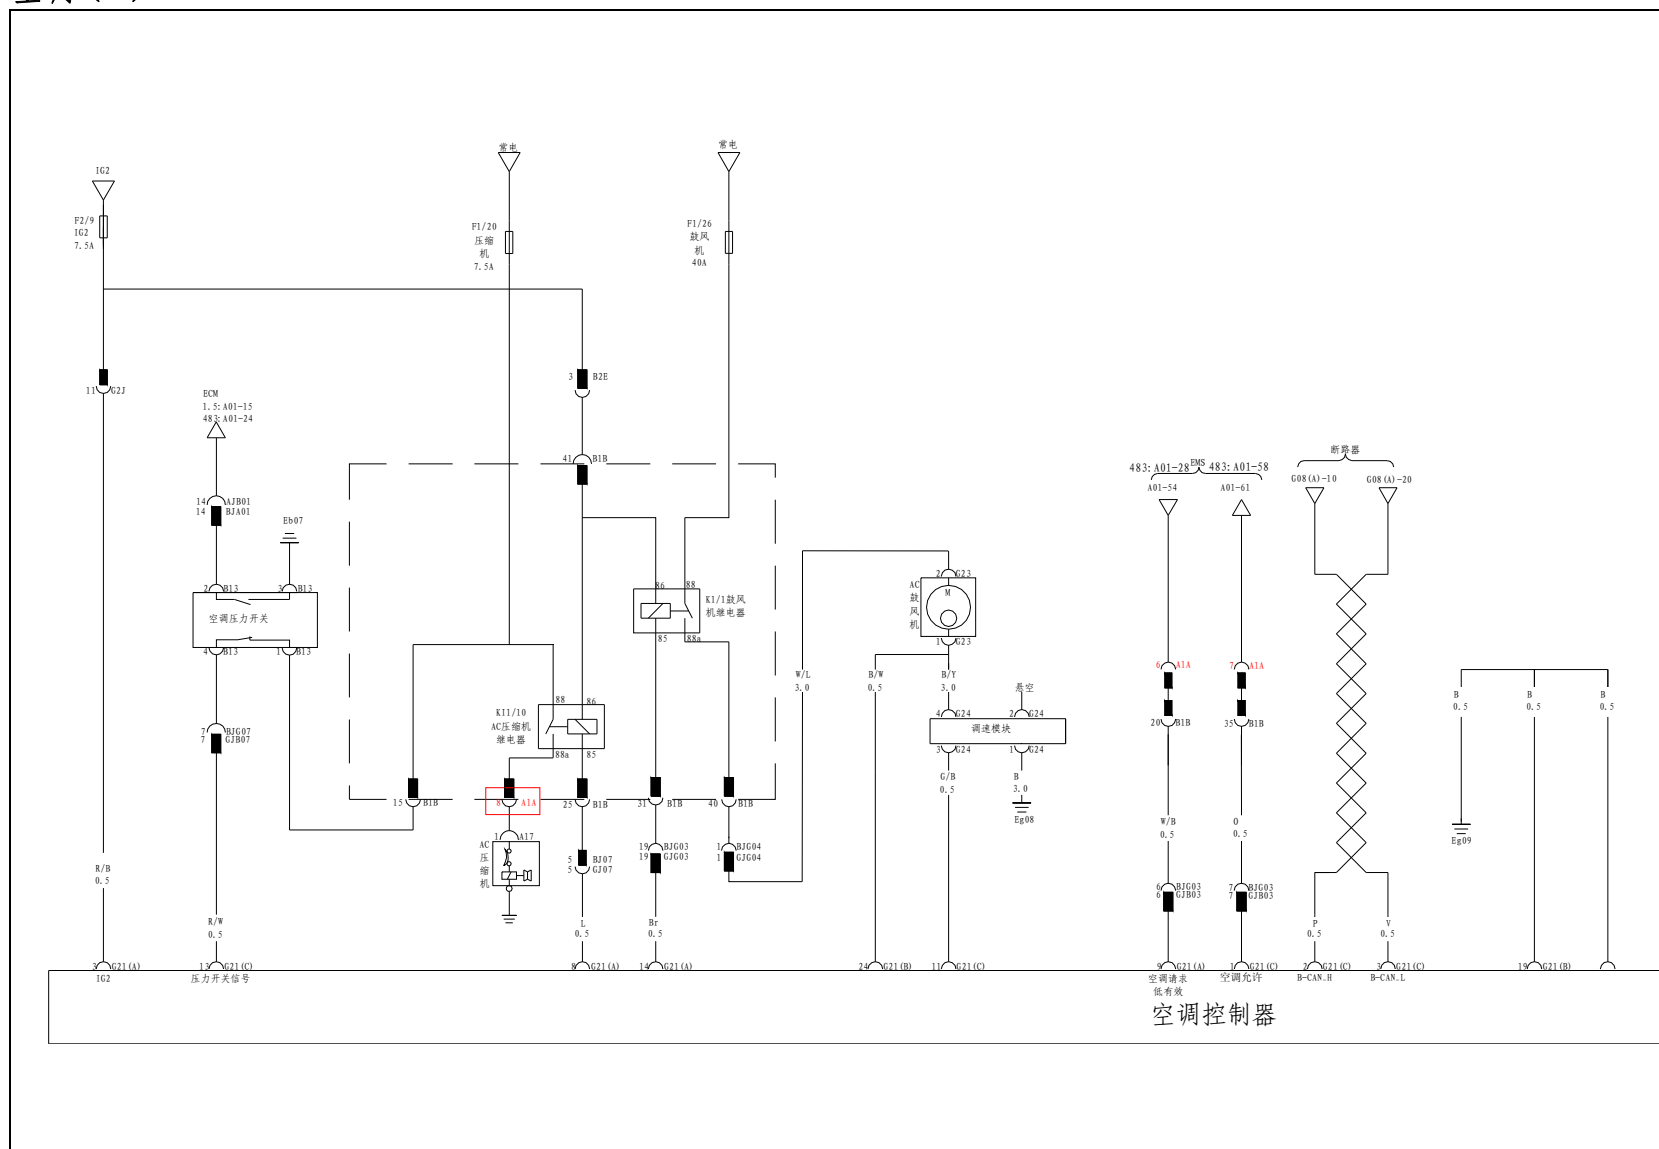 IG2
常电
常电
F2/9
IG2
7.5A
F1/20
压缩
机
7.5A
F1/26
鼓风
机
40A
11 G2J
3 B2E
ECM
1.5:A01-15
483:A01-24
41 B1B
断路器
483:A01-28 EMS 483:A01-58
A01-54
A01-61
G08(A)-10
G08(A)-20
14 AJB01
14 BJA01
Eb07
2 B13
3 B13
空调压力开关
4 B13
1 B13
86
88
K1/1鼓风
机继电器
85
88a
2 G23
AC
鼓
风
机
M
1 G23
6 A1A
7 A1A
W/L
3.0
B/W
0.5
B/Y
3.0
悬空
B
0.5
B
0.5
B
0.5
88
86
K11/10
AC压缩机
继电器
88a
85
4 G24
2 G24
调速模块
3 G24
1 G24
20 B1B
35 B1B
7 BJG07
7 GJB07
G/B
0.5
B
3.0
Eg08
15 B1B
8 A1A
25 B1B
31 B1B
40 B1B
W/B
0.5
O
0.5
Eg09
1 A17
AC
压
缩
机
5 BJ07
5 GJ07
19 BJG03
19 GJG03
1 BJG04
1 GJG04
R/B
0.5
6 BJG03
6 GJB03
7 BJG03
7 GJB03
R/W
0.5
L
0.5
Br
0.5
P
0.5
V
0.5
3 G21(A)
13 G21(C)
8 G21(A)
14 G21(A)
24 G21(B)
11 G21(C)
9 G21(A)
1 G21(C)
2 G21(C)
3 G21(C)
19 G21(B)
IG2
压力开关信号
空调请求
低有效
空调允许
B-CAN_H
B-CAN_L
空调控制器